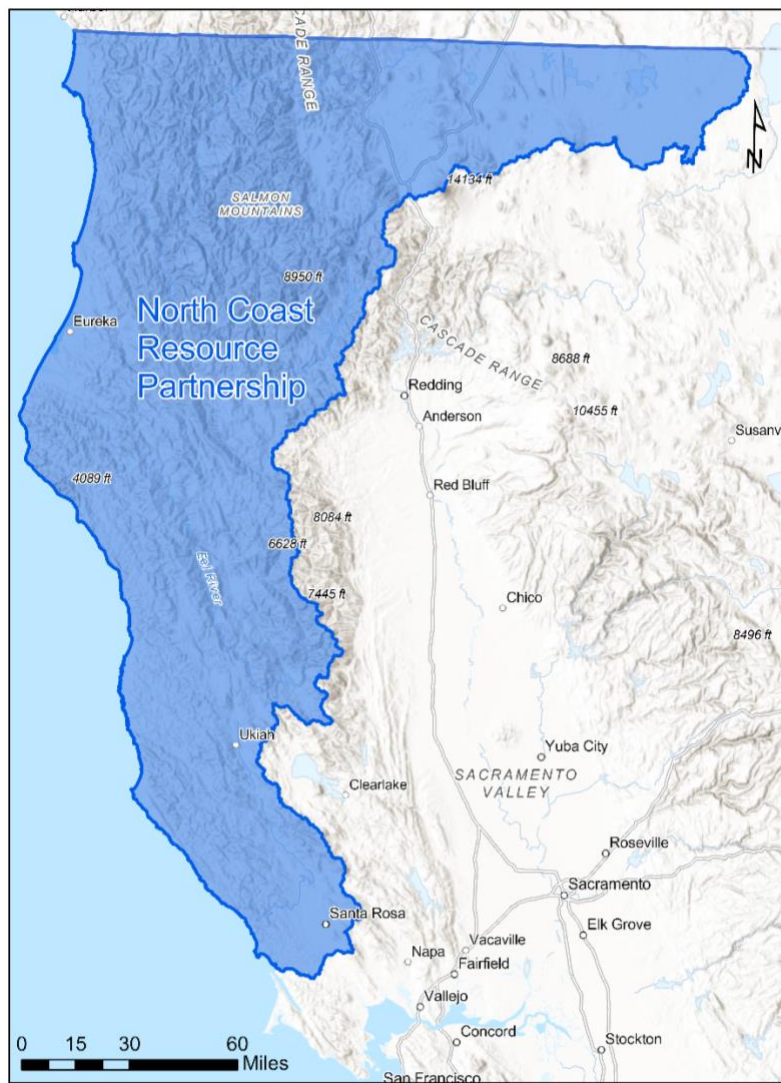 CADE RANGE
CASCADE RANGE
14134 ft
SALMON
MOUNTAINS
8950 ft
North Coast
Resource
Partnership
Eureka
CASCADE RANGE
8688 ft
Redding
10455 ft
Anderson
Susanv
4089 ft
Red Bluff
8084 ft
6628 ft
Eel River
7445 ft
Chico
8496 ft
Ukiah
Yuba City
SACRAMENTO
VALLEY
Clearlake
Roseville
Sacramento
Santa Rosa
Elk Grove
Vacaville
Napa
Fairfield
Vallejo
Concord
Stockton
San Francisco
N
0 15 30 60
Miles